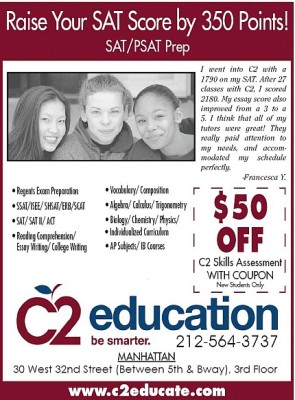 Raise Your SAT Score by 350 Points!
SAT/PSAT Prep
I went into C2 with a
1790 on my SAT. After 27
classes with C2, I scored
2180. My essay score also
improved from a 3 to a
5. I think that all of my
tutors were great! They
really paid attention to
my needs, and accom-
modated my schedule
perfectly.
-Francesca Y.
• Regents Exam Preparation
• SSAT/ISEE/ SHSAT/ERB/SCAT
• SAT/ SAT II/ ACT
• Reading Comprehension/
Essay Writing/ College Writing
• Vocabulary/ Composition
• Algebra/ Calculus/ Trigonometry
• Biology/ Chemistry/ Physics/
• Individualized Curriculum
• AP Subjects/ IB Courses
$50
OFF
C2 Skills Assessment
WITH COUPON
New Students Only
C2 education
be smarter.
212-564-3737
MANHATTAN
30 West 32nd Street (Between 5th & Bway), 3rd Floor
www.c2educate.com